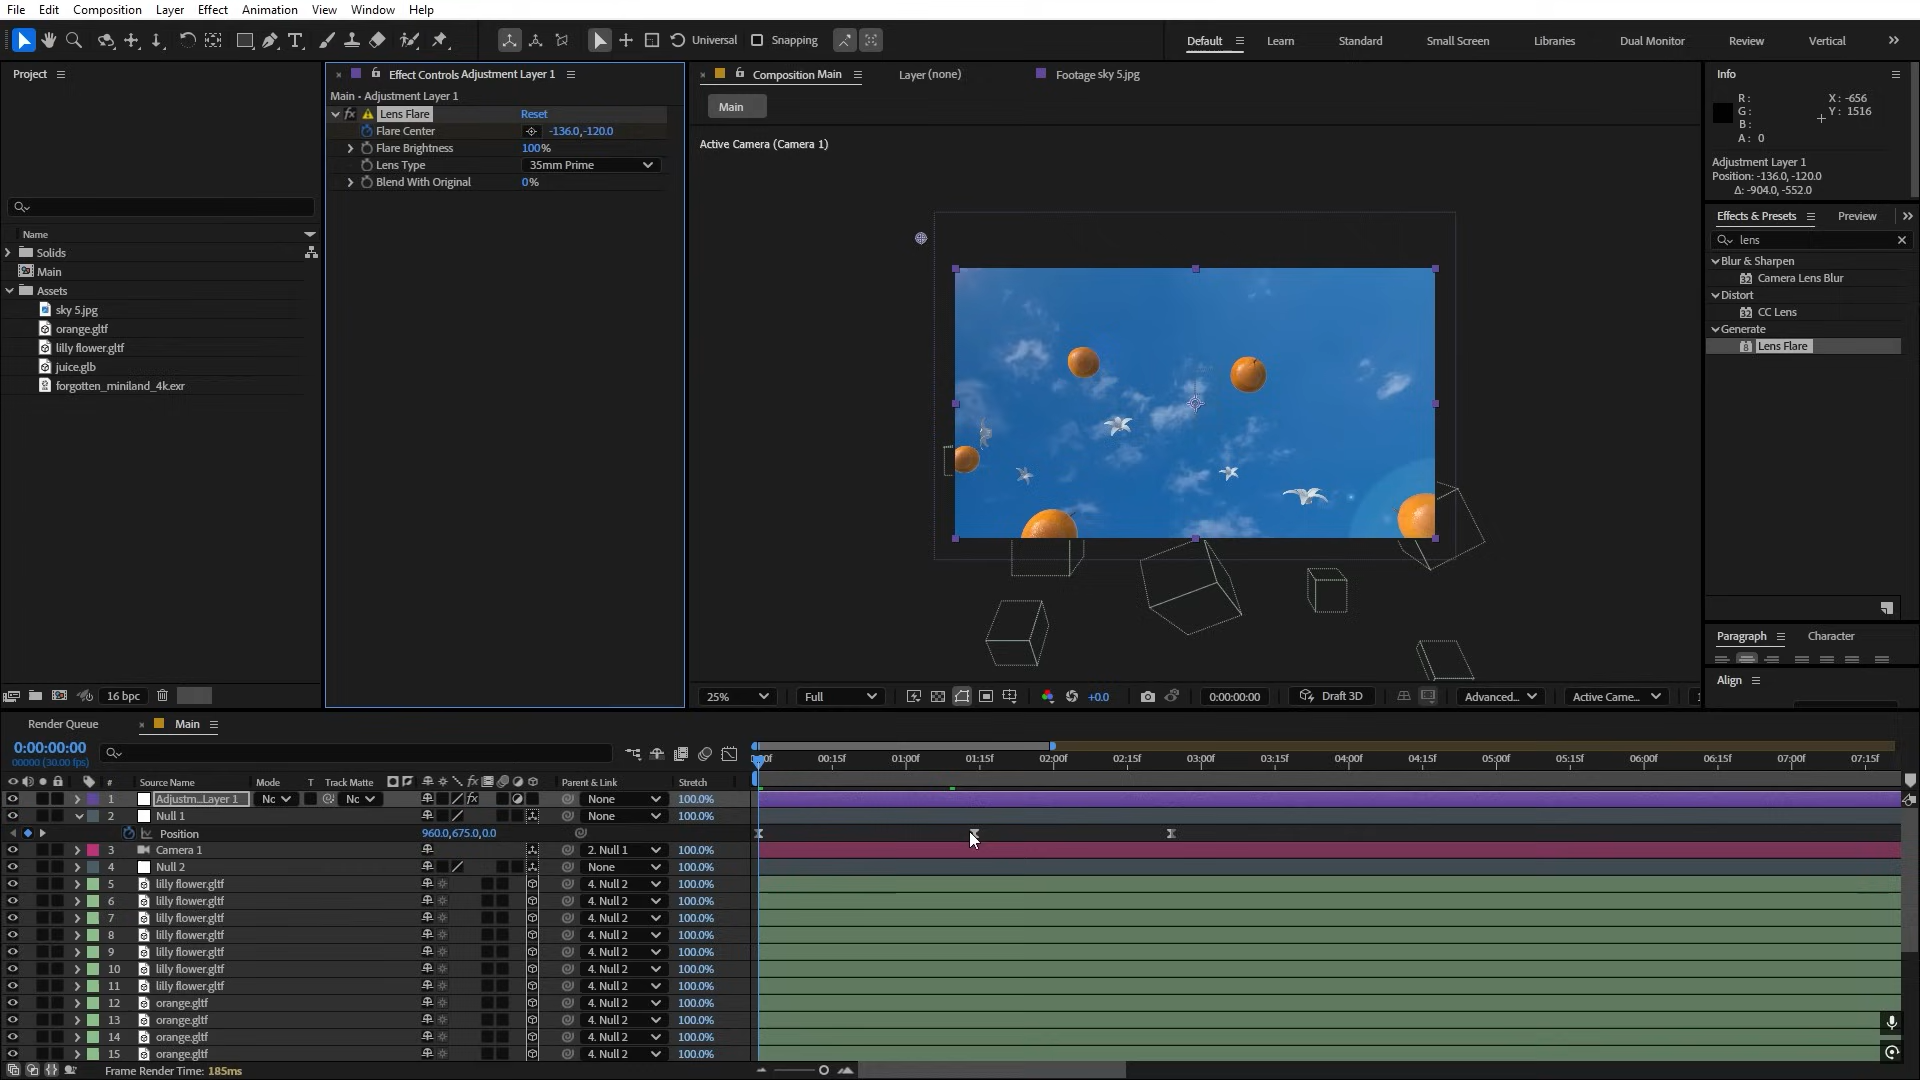 File Edit Composition Layer Effect Animation View Window Help
Universal Snapping Default Learn Standard Small Screen Libraries Dual Monitor Review Vertical
Project
Effect Controls Adjustment Layer 1
Composition Main
Layer (none)
Footage sky 5.jpg
Info
Main - Adjustment Layer 1
fx Lens Flare Reset
Flare Center -136.0,-120.0
Flare Brightness 100%
Lens Type 35mm Prime
Blend With Original 0%
Main
Active Camera (Camera 1)
R:
G:
B:
A: 0
X: -656
Y: 1516
Adjustment Layer 1
Position: -136.0, -120.0
Δ: -904.0, -552.0
Effects & Presets Preview
lens
Blur & Sharpen
Camera Lens Blur
Distort
CC Lens
Generate
Lens Flare
Paragraph Character
Align
Name
Solids
Main
Assets
sky 5.jpg
orange.gltf
lilly flower.gltf
juice.glb
forgotten_miniland_4k.exr
16 bpc
25% Full +0.0 0:00:00:00 Draft 3D Advanced... Active Came...
Render Queue Main
0:00:00:00
00000 (30.00 fps)
00:15f 01:00f 01:15f 02:00f 02:15f 03:00f 03:15f 04:00f 04:15f 05:00f 05:15f 06:00f 06:15f 07:00f 07:15f
# Source Name Mode T Track Matte fx Parent & Link Stretch
1 Adjustm...Layer 1 Nc Nc fx None 100.0%
2 Null 1 None 100.0%
Position 960.0,675.0,0.0
3 Camera 1 2. Null 1 100.0%
4 Null 2 None 100.0%
5 lilly flower.gltf 4. Null 2 100.0%
6 lilly flower.gltf 4. Null 2 100.0%
7 lilly flower.gltf 4. Null 2 100.0%
8 lilly flower.gltf 4. Null 2 100.0%
9 lilly flower.gltf 4. Null 2 100.0%
10 lilly flower.gltf 4. Null 2 100.0%
11 lilly flower.gltf 4. Null 2 100.0%
12 orange.gltf 4. Null 2 100.0%
13 orange.gltf 4. Null 2 100.0%
14 orange.gltf 4. Null 2 100.0%
15 orange.gltf 4. Null 2 100.0%
Frame Render Time: 185ms